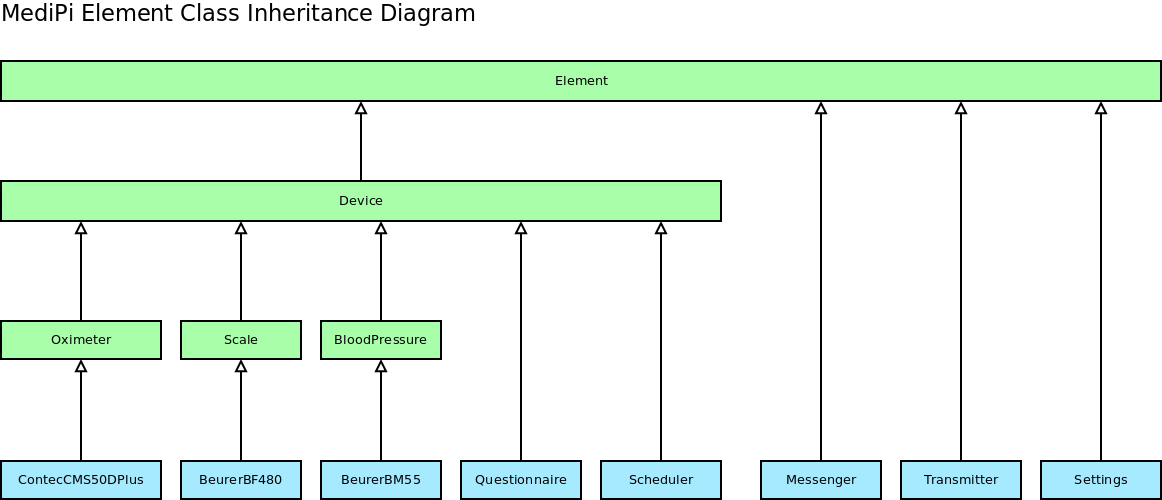 MediPi Element Class Inheritance Diagram
Element
Device
Oximeter
Scale
BloodPressure
ContecCMS50DPlus
BeurerBF480
BeurerBM55
Questionnaire
Scheduler
Messenger
Transmitter
Settings